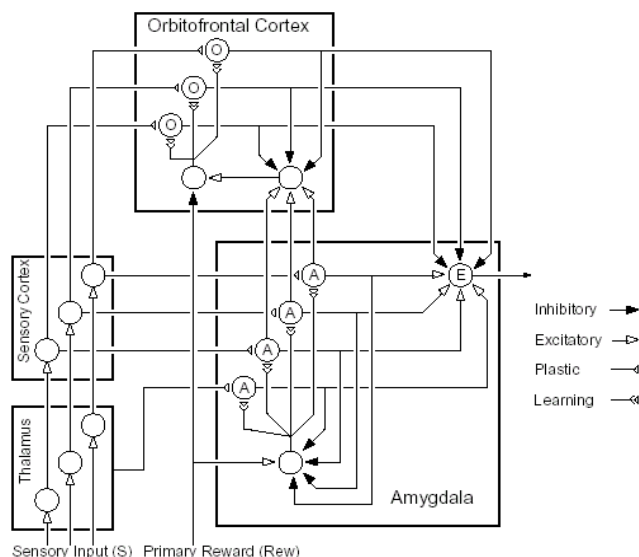 Orbitofrontal Cortex
O
O
O
Sensory Cortex
A
E
A
A
A
Inhibitory
Excitatory
Plastic
Learning
Thalamus
Amygdala
Sensory Input (S)
Primary Reward (Rew)